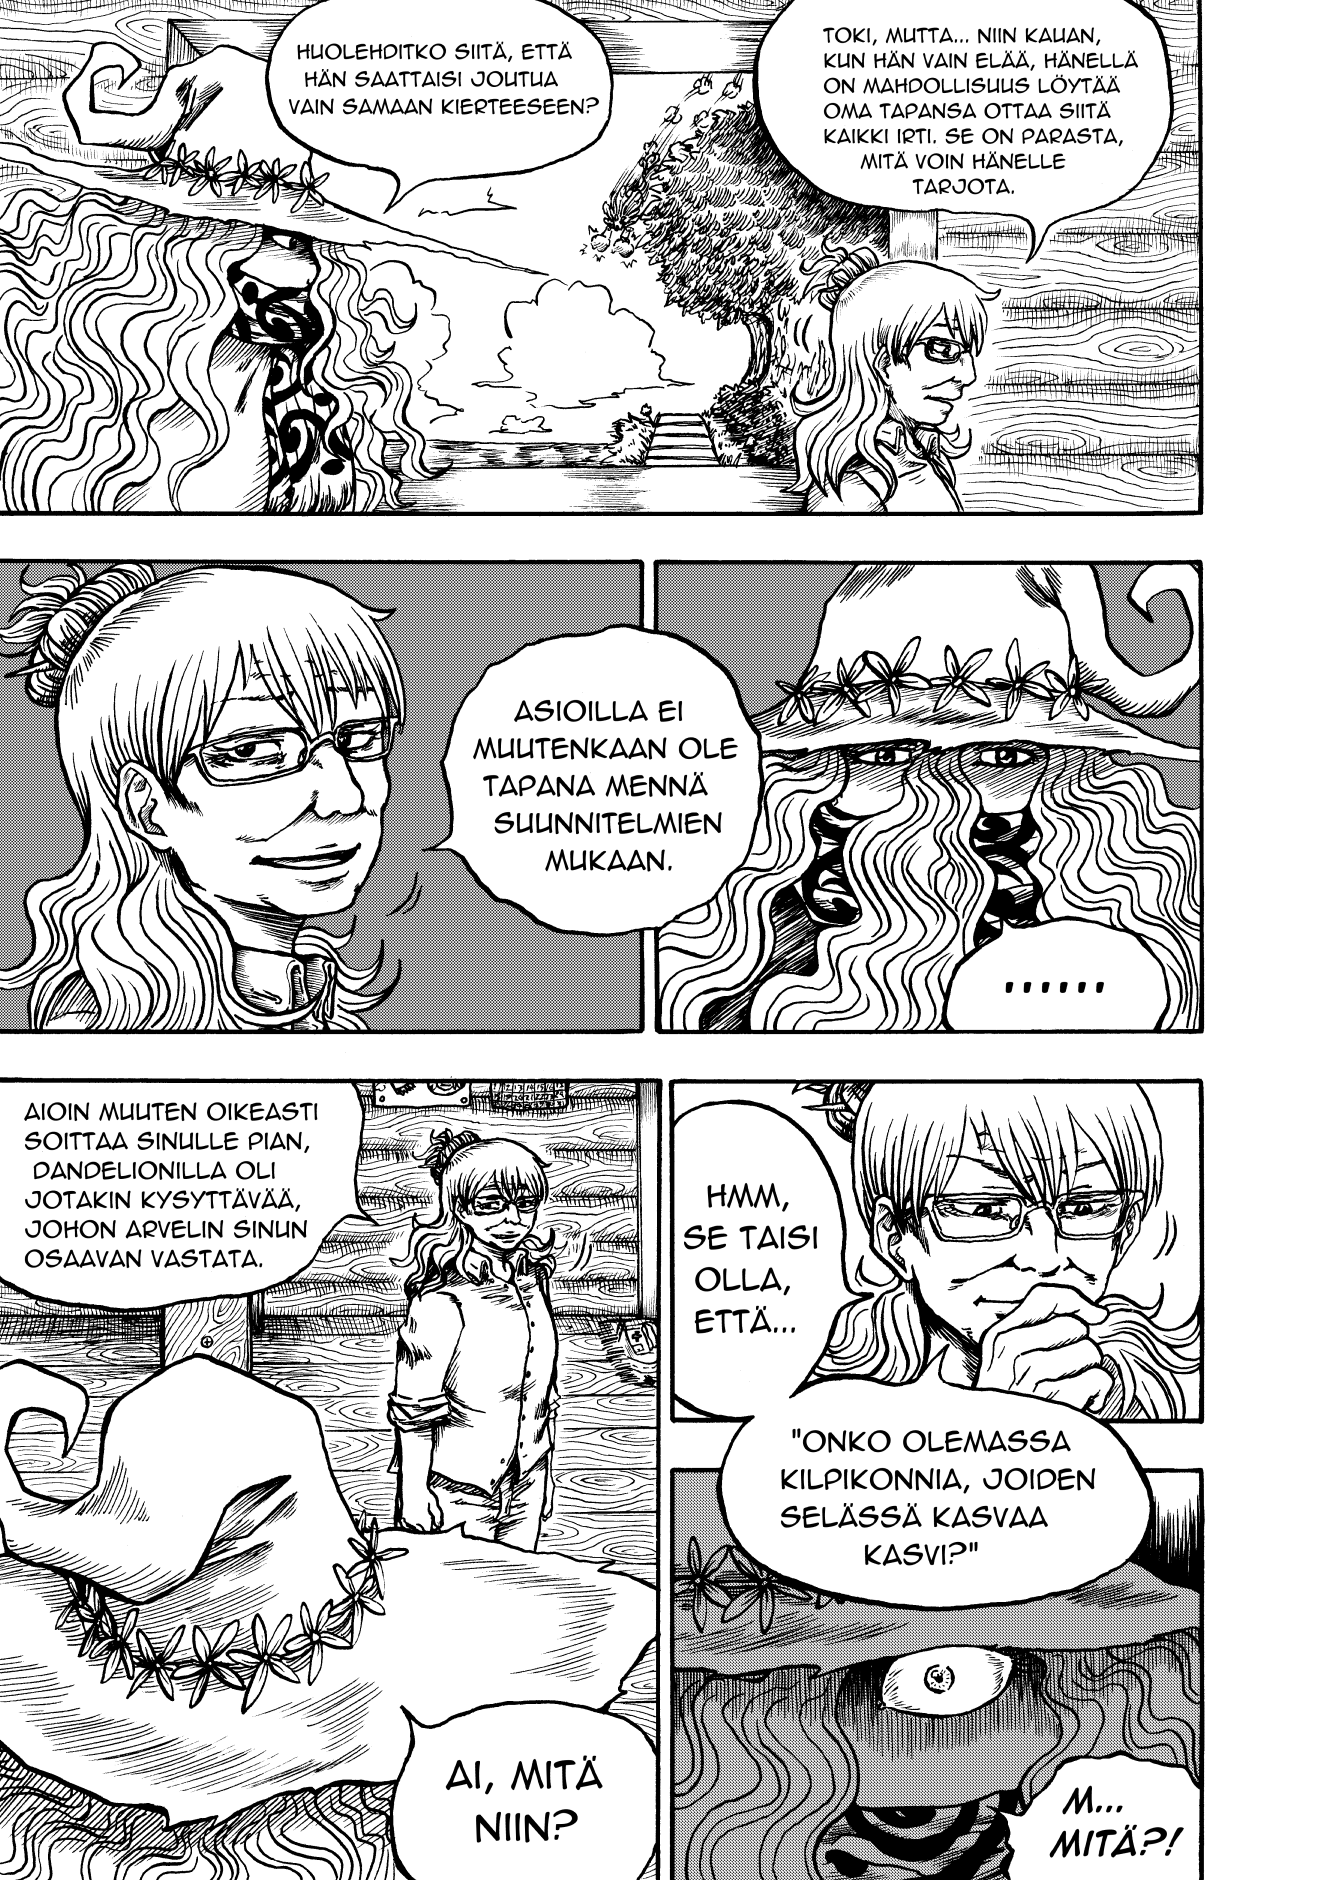 HUOLEHDITKO SIITÄ, ETTÄ
HÄN SAATTAISI JOUTUA
VAIN SAMAAN KIERTEESEEN?
TOKI, MUTTA... NIIN KAUAN,
KUN HÄN VAIN ELÄÄ, HÄNELLÄ
ON MAHDOLLISUUS LÖYTÄÄ
OMA TAPANSA OTTAA SIITÄ
KAIKKI IRTI. SE ON PARASTA,
MITÄ VOIN HÄNELLE
TARJOTA.
ASIOILLA EI
MUUTENKAAN OLE
TAPANA MENNÄ
SUUNNITELMIEN
MUKAAN.
......
AIOIN MUUTEN OIKEASTI
SOITTAA SINULLE PIAN,
DANDELIONILLA OLI
JOTAKIN KYSYTTÄVÄÄ,
JOHON ARVELIN SINUN
OSAAVAN VASTATA.
AI, MITÄ
NIIN?
HMM,
SE TAISI
OLLA,
ETTÄ...
"ONKO OLEMASSA
KILPIKONNIA, JOIDEN
SELÄSSÄ KASVAA
KASVI?"
M...
MITÄ?!